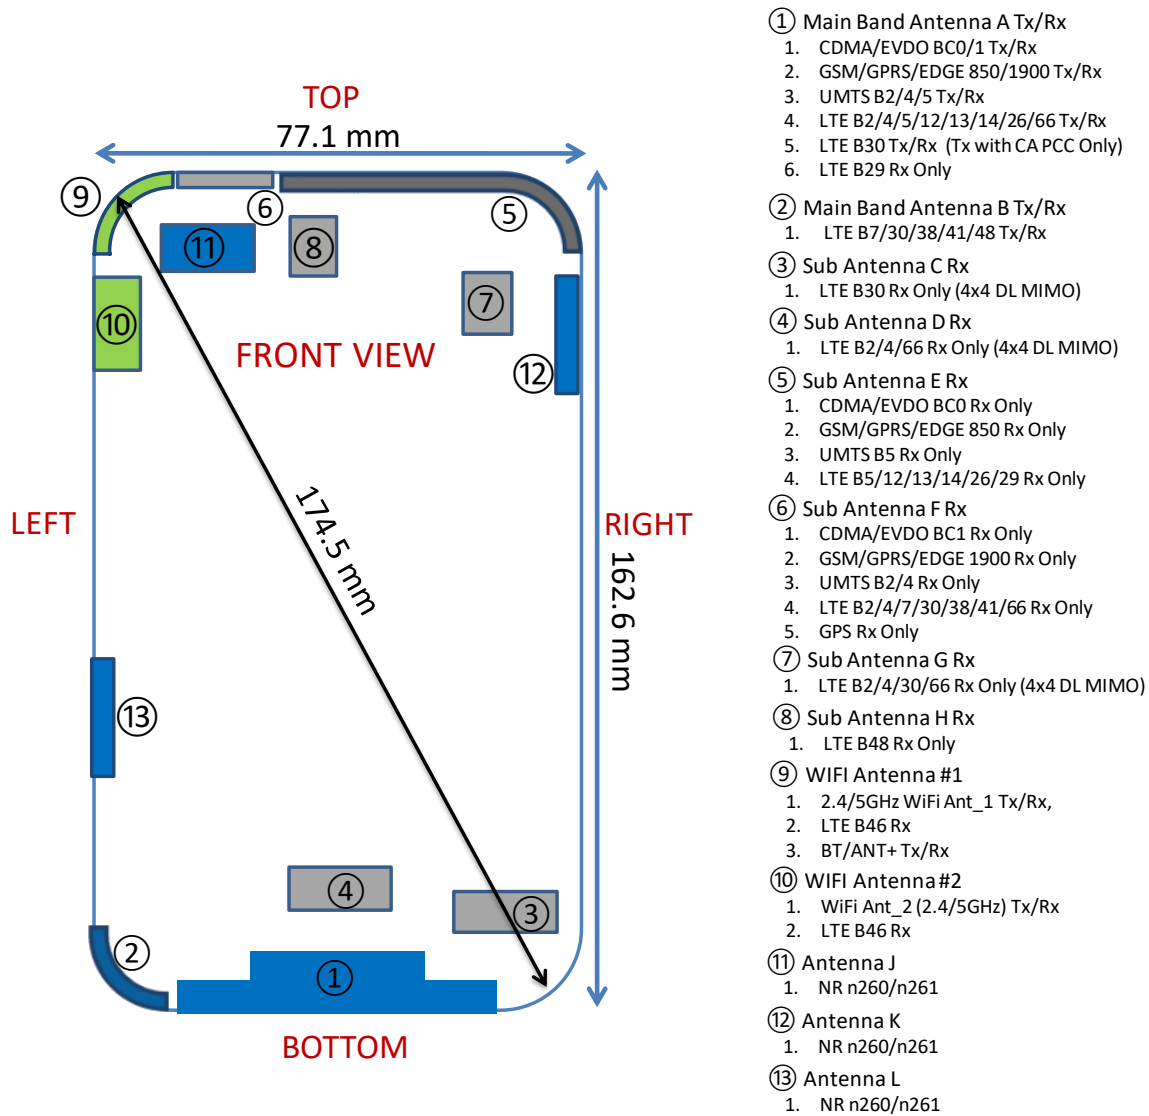 TOP
77.1 mm
⑨
⑥
⑤
⑪
⑧
⑦
⑩
FRONT VIEW
⑫
174.5 mm
LEFT
RIGHT
162.6 mm
⑬
④
③
②
①
BOTTOM
① Main Band Antenna A Tx/Rx
1. CDMA/EVDO BC0/1 Tx/Rx
2. GSM/GPRS/EDGE 850/1900 Tx/Rx
3. UMTS B2/4/5 Tx/Rx
4. LTE B2/4/5/12/13/14/26/66 Tx/Rx
5. LTE B30 Tx/Rx (Tx with CA PCC Only)
6. LTE B29 Rx Only
② Main Band Antenna B Tx/Rx
1. LTE B7/30/38/41/48 Tx/Rx
③ Sub Antenna C Rx
1. LTE B30 Rx Only (4x4 DL MIMO)
④ Sub Antenna D Rx
1. LTE B2/4/66 Rx Only (4x4 DL MIMO)
⑤ Sub Antenna E Rx
1. CDMA/EVDO BC0 Rx Only
2. GSM/GPRS/EDGE 850 Rx Only
3. UMTS B5 Rx Only
4. LTE B5/12/13/14/26/29 Rx Only
⑥ Sub Antenna F Rx
1. CDMA/EVDO BC1 Rx Only
2. GSM/GPRS/EDGE 1900 Rx Only
3. UMTS B2/4 Rx Only
4. LTE B2/4/7/30/38/41/66 Rx Only
5. GPS Rx Only
⑦ Sub Antenna G Rx
1. LTE B2/4/30/66 Rx Only (4x4 DL MIMO)
⑧ Sub Antenna H Rx
1. LTE B48 Rx Only
⑨ WIFI Antenna #1
1. 2.4/5GHz WiFi Ant_1 Tx/Rx,
2. LTE B46 Rx
3. BT/ANT+ Tx/Rx
⑩ WIFI Antenna #2
1. WiFi Ant_2 (2.4/5GHz) Tx/Rx
2. LTE B46 Rx
⑪ Antenna J
1. NR n260/n261
⑫ Antenna K
1. NR n260/n261
⑬ Antenna L
1. NR n260/n261